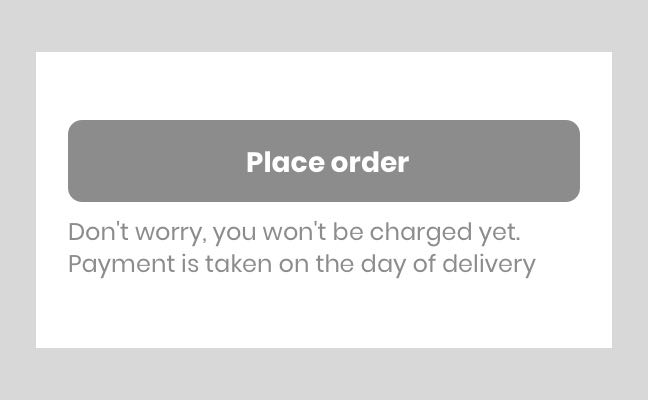 Place order
Don't worry, you won't be charged yet.
Payment is taken on the day of delivery